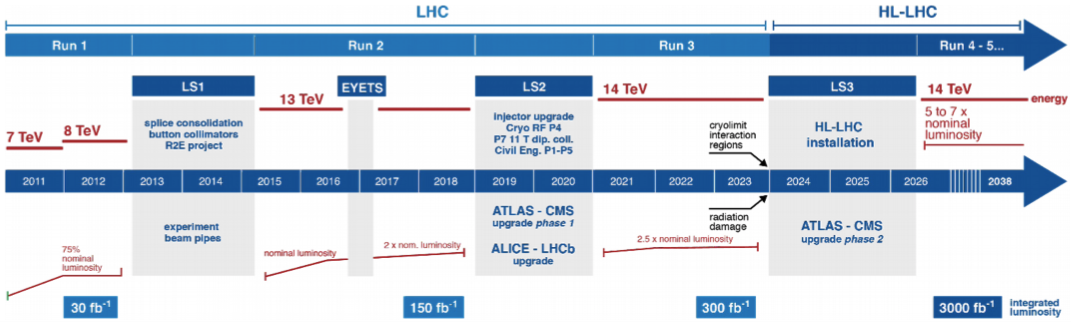 LHC
HL-LHC
Run 1
Run 2
Run 3
Run 4 - 5...
LS1
EYETS
LS2
LS3
13 TeV
14 TeV
14 TeV
energy
7 TeV
8 TeV
splice consolidation
button collimators
R2E project
injector upgrade
Cryo RF P4
P7 11 T dip. coll.
Civil Eng. P1-P5
cryolimit
interaction
regions
HL-LHC
installation
5 to 7 x
nominal
luminosity
2011 2012 2013 2014 2015 2016 2017 2018 2019 2020 2021 2022 2023 2024 2025 2026 2038
75%
nominal
luminosity
experiment
beam pipes
nominal luminosity
2 x nom. luminosity
ATLAS - CMS
upgrade phase 1
ALICE - LHCb
upgrade
2.5 x nominal luminosity
radiation
damage
ATLAS - CMS
upgrade phase 2
30 fb⁻¹
150 fb⁻¹
300 fb⁻¹
3000 fb⁻¹
integrated
luminosity